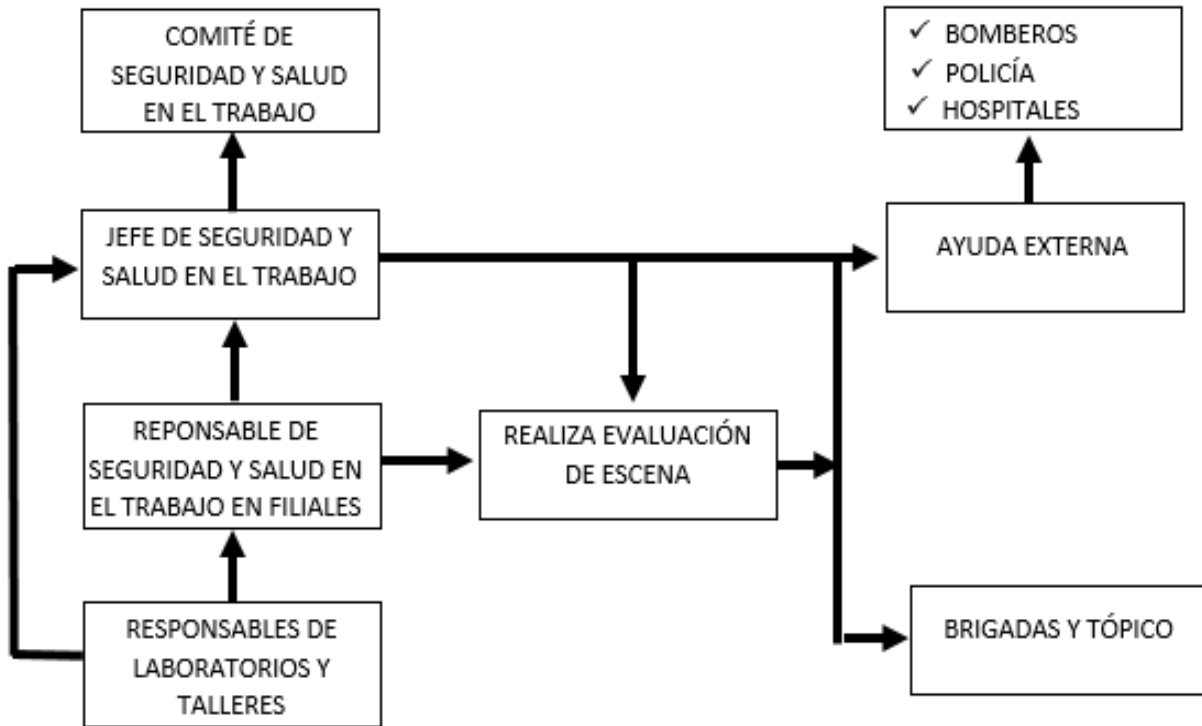 COMITÉ DE
SEGURIDAD Y SALUD
EN EL TRABAJO
✓ BOMBEROS
✓ POLICÍA
✓ HOSPITALES
JEFE DE SEGURIDAD Y
SALUD EN EL TRABAJO
AYUDA EXTERNA
REPONSABLE DE
SEGURIDAD Y SALUD EN
EL TRABAJO EN FILIALES
REALIZA EVALUACIÓN
DE ESCENA
RESPONSABLES DE
LABORATORIOS Y
TALLERES
BRIGADAS Y TÓPICO